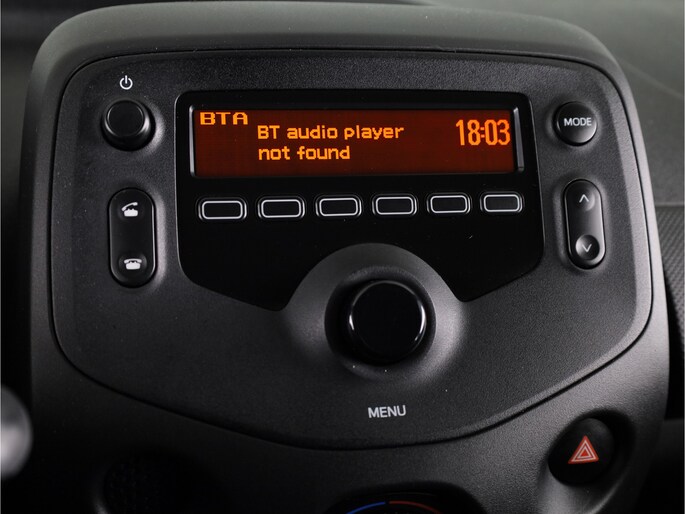 BTA
BT audio player
not found
18:03
MODE
MENU